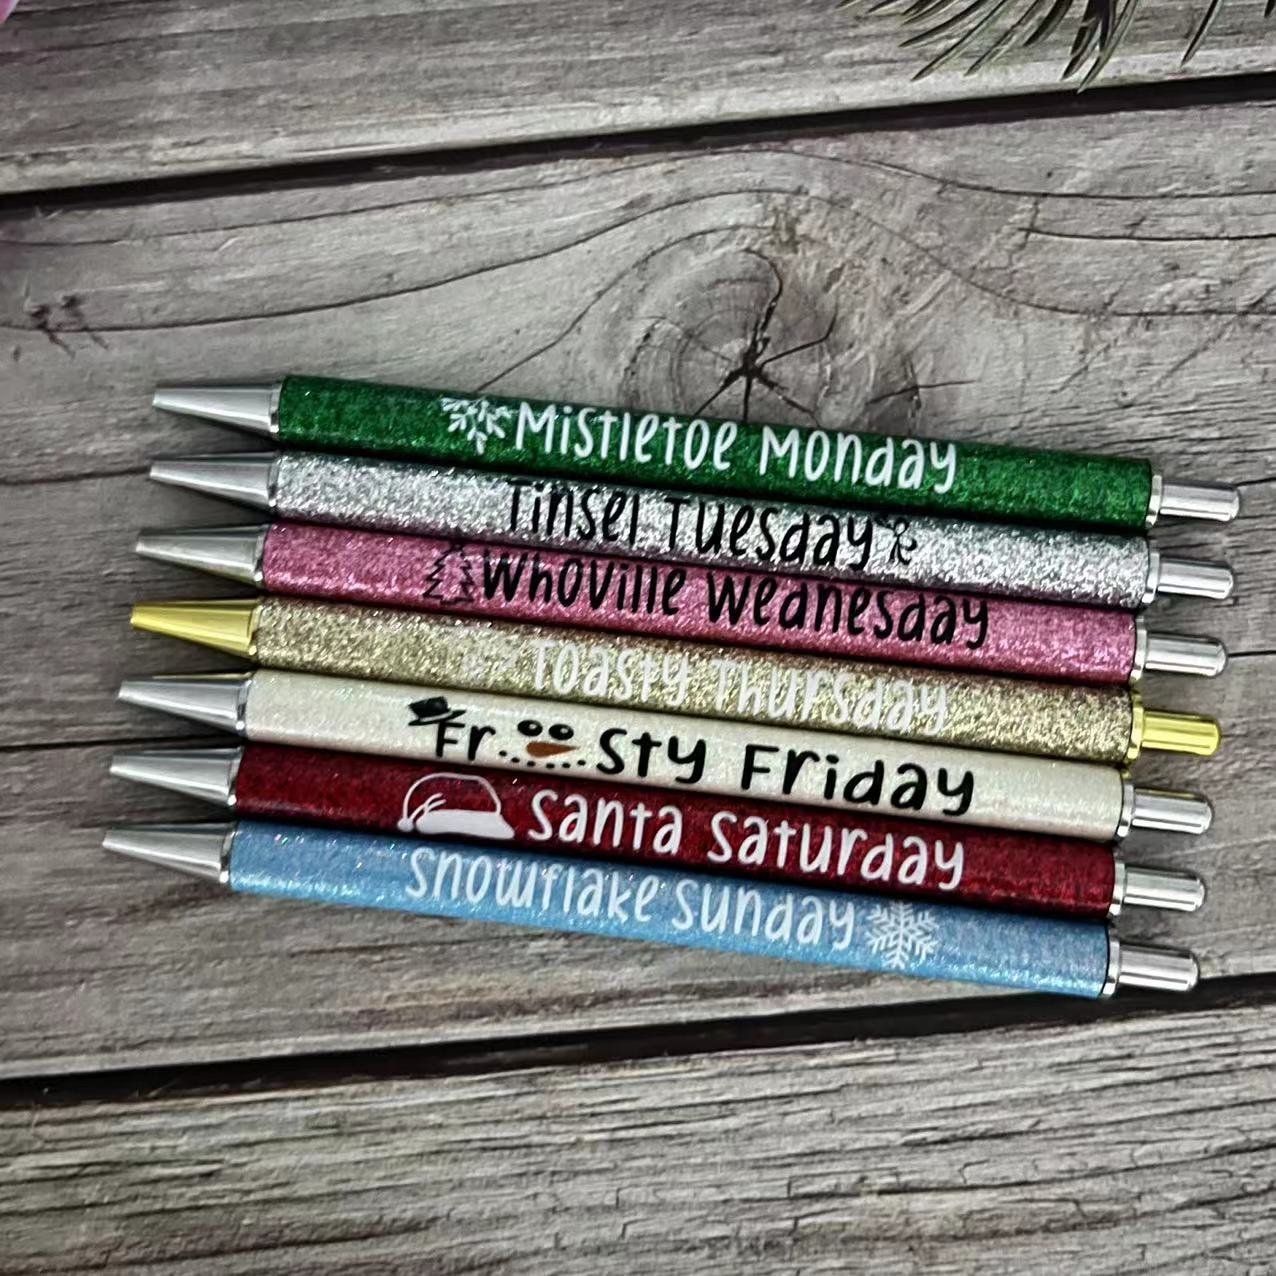 Mistletoe Monday
Tinsel Tuesday
Whoville Wednesday
Toasty Thursday
Fr sty Friday
Santa Saturday
Snowflake Sunday